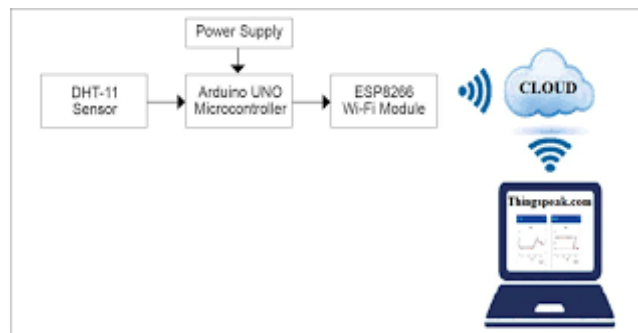 Power Supply
DHT-11
Sensor
Arduino UNO
Microcontroller
ESP8266
Wi-Fi Module
CLOUD
Thingspeak.com